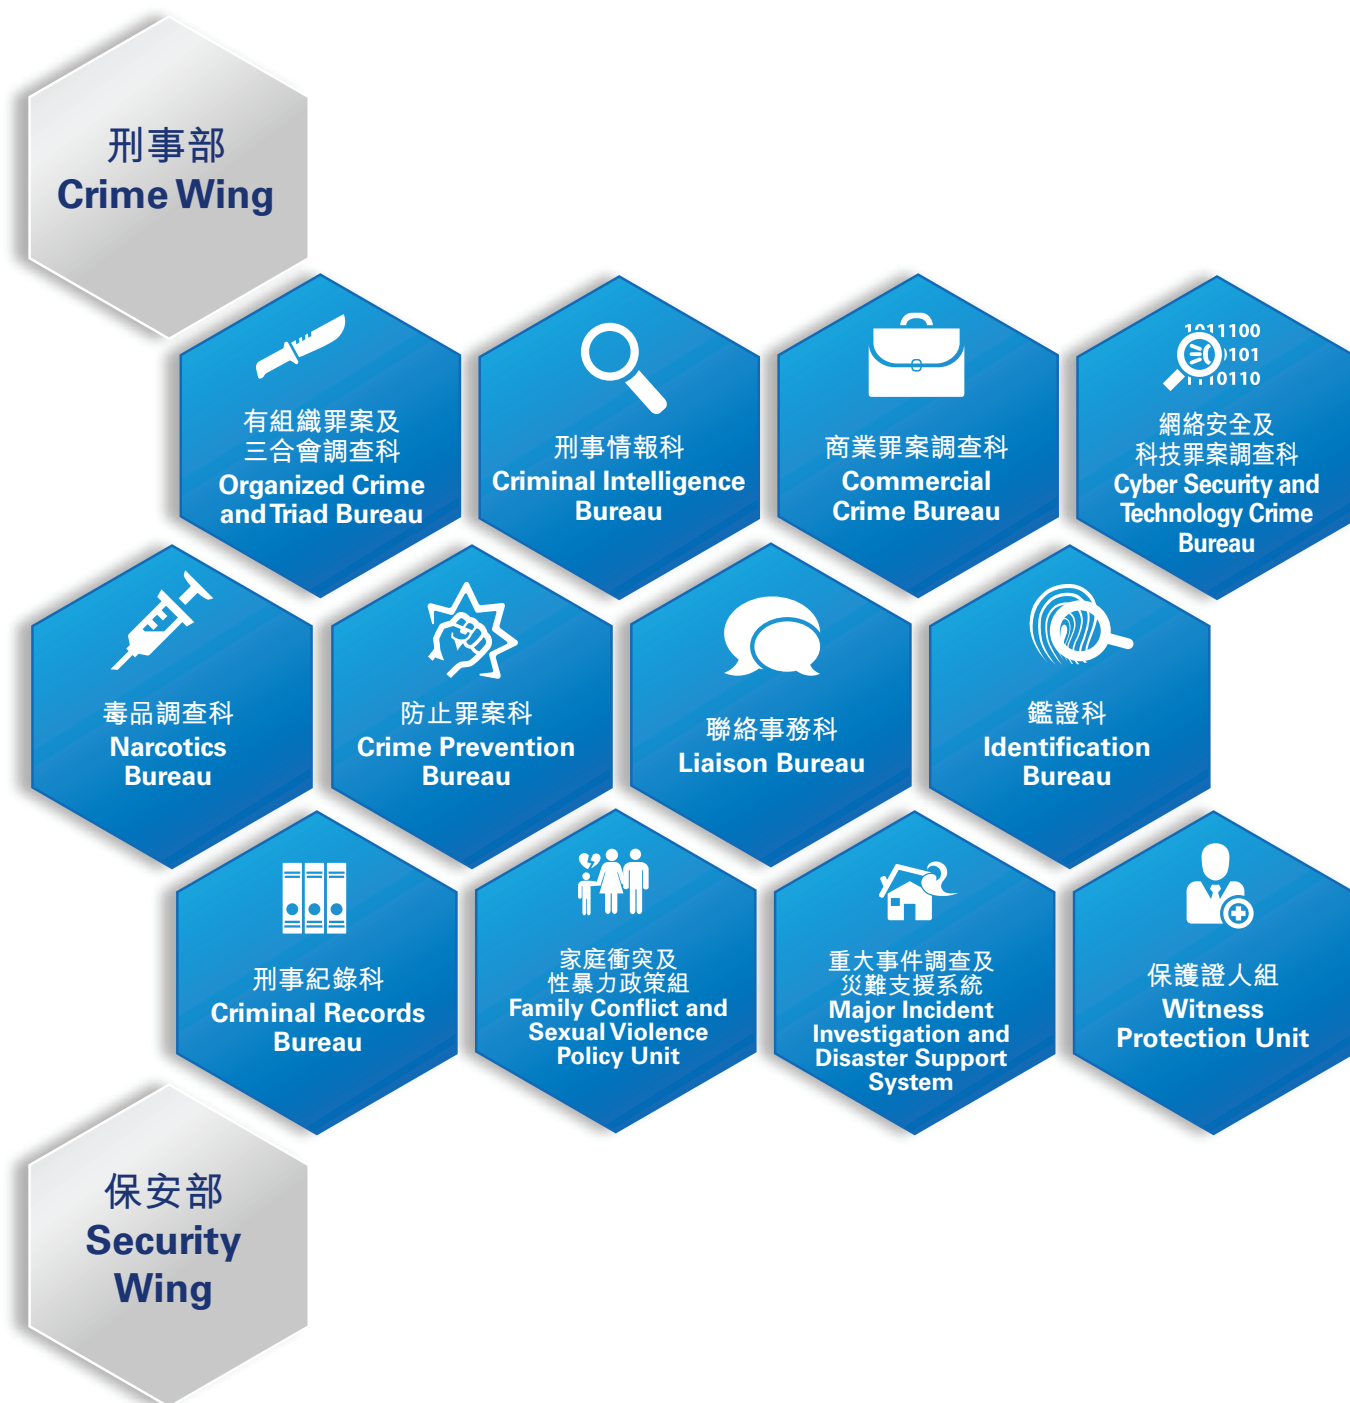 刑事部
Crime Wing
有組織罪案及
三合會調查科
Organized Crime
and Triad Bureau
刑事情報科
Criminal Intelligence
Bureau
商業罪案調查科
Commercial
Crime Bureau
1011100
0101
1110110
網絡安全及
科技罪案調查科
Cyber Security and
Technology Crime
Bureau
毒品調查科
Narcotics
Bureau
防止罪案科
Crime Prevention
Bureau
聯絡事務科
Liaison Bureau
鑑證科
Identification
Bureau
刑事紀錄科
Criminal Records
Bureau
家庭衝突及
性暴力政策組
Family Conflict and
Sexual Violence
Policy Unit
重大事件調查及
災難支援系統
Major Incident
Investigation and
Disaster Support
System
保護證人組
Witness
Protection Unit
保安部
Security
Wing